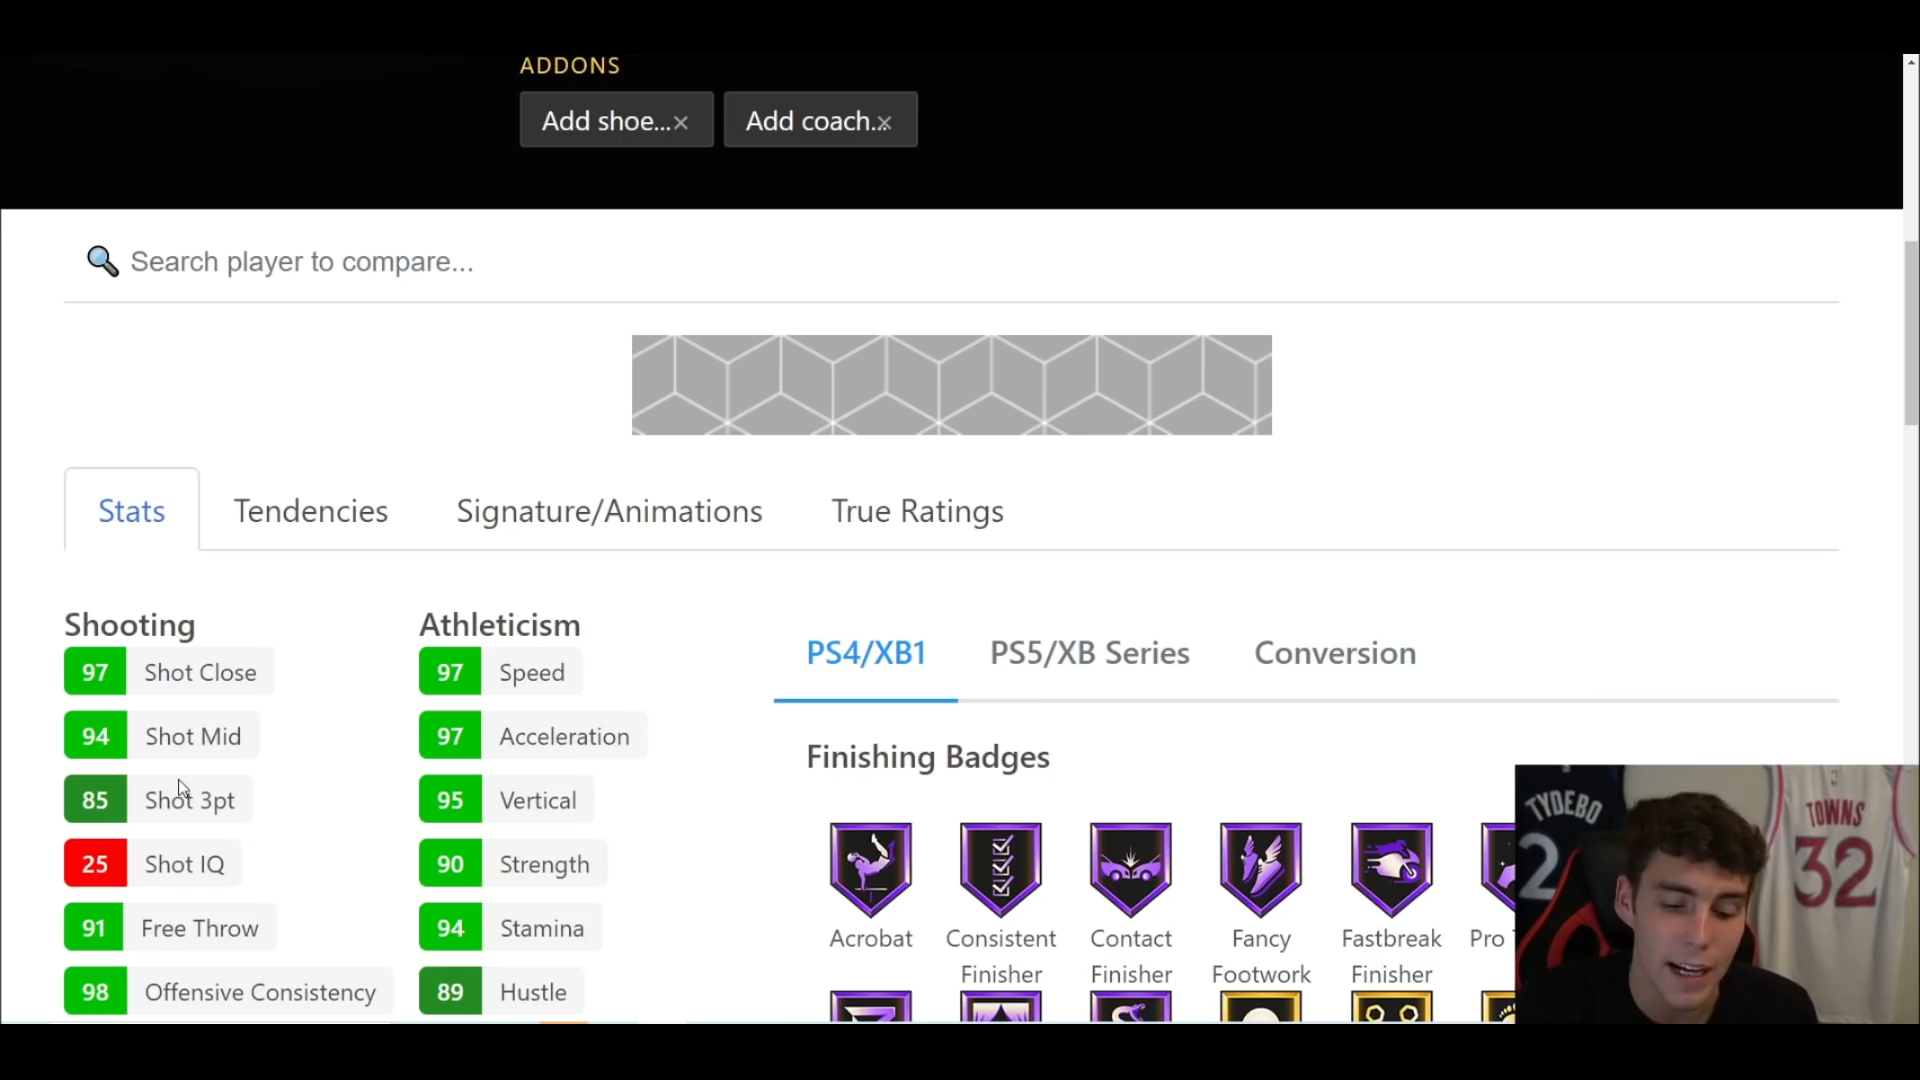 ADDONS
Add shoe...× Add coach...×
Search player to compare...
Stats Tendencies Signature/Animations True Ratings
Shooting
97 Shot Close
94 Shot Mid
85 Shot 3pt
25 Shot IQ
91 Free Throw
98 Offensive Consistency
Athleticism
97 Speed
97 Acceleration
95 Vertical
90 Strength
94 Stamina
89 Hustle
PS4/XB1 PS5/XB Series Conversion
Finishing Badges
Acrobat
Consistent
Finisher
Contact
Finisher
Fancy
Footwork
Fastbreak
Finisher
Pro
TYDEBO
2
TOWNS
32